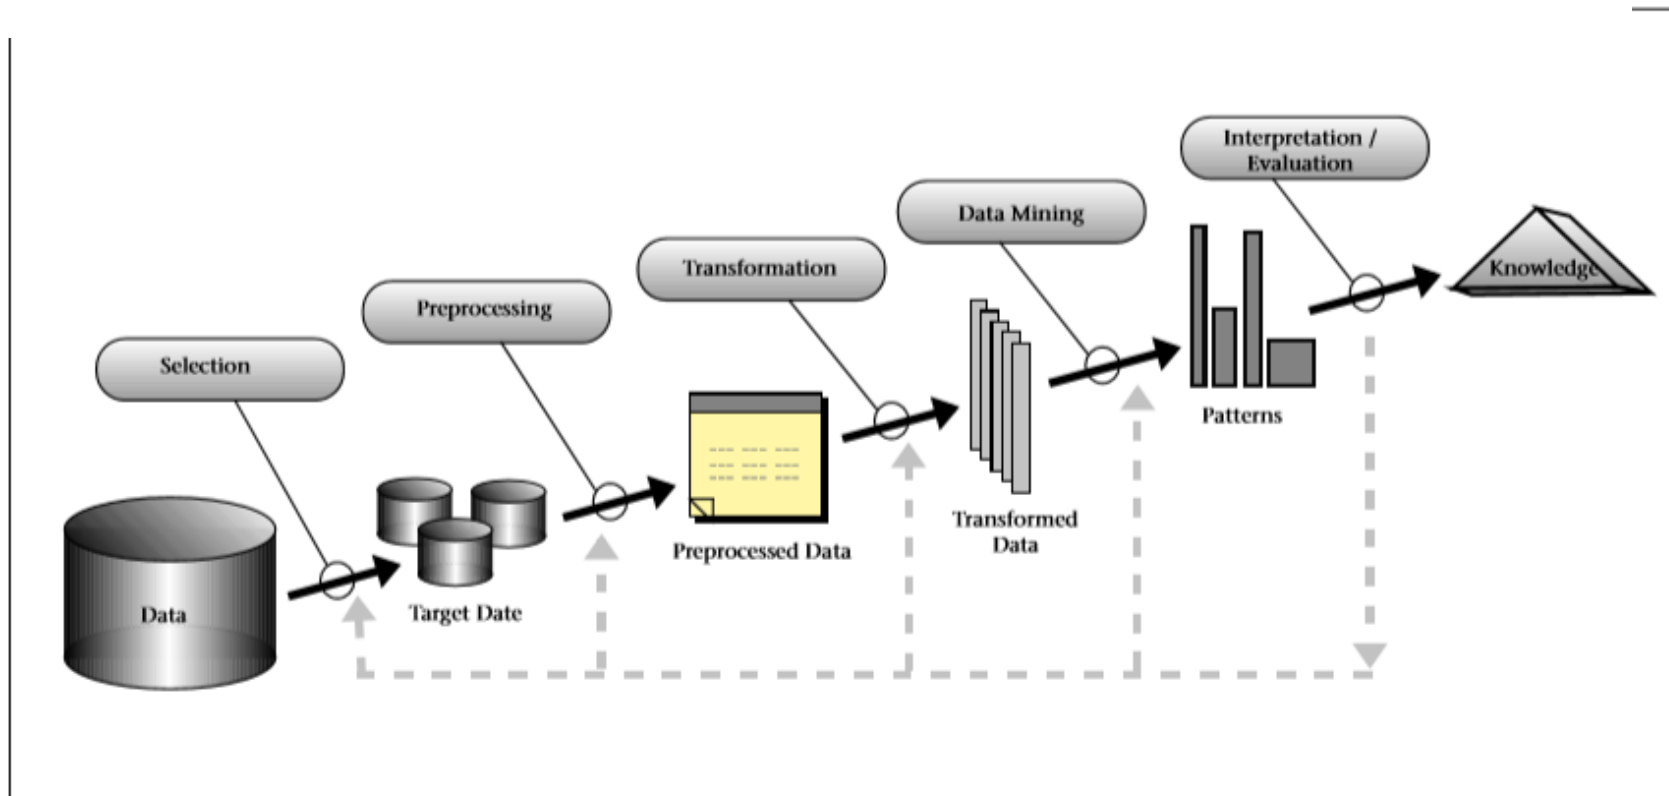 Interpretation /
Evaluation
Data Mining
Transformation
Knowledge
Preprocessing
Selection
Patterns
Transformed
Data
Preprocessed Data
Target Date
Data